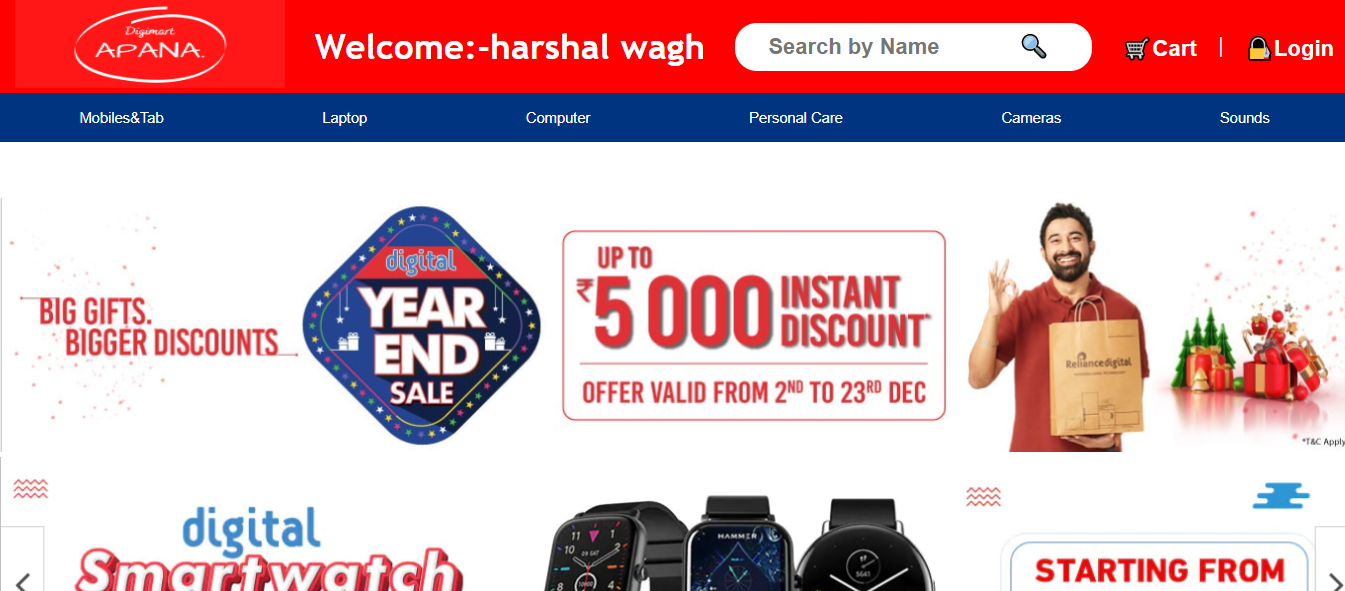 Digimart
APANA
Welcome:-harshal wagh
Search by Name
Cart
|
Login
Mobiles&Tab
Laptop
Computer
Personal Care
Cameras
Sounds
BIG GIFTS.
BIGGER DISCOUNTS
digital
YEAR
END
SALE
UP TO
₹5000 INSTANT
DISCOUNT*
OFFER VALID FROM 2ND TO 23RD DEC
Reliancedigital
*T&C Apply
digital
Smartwatch
HAMMER
STARTING FROM